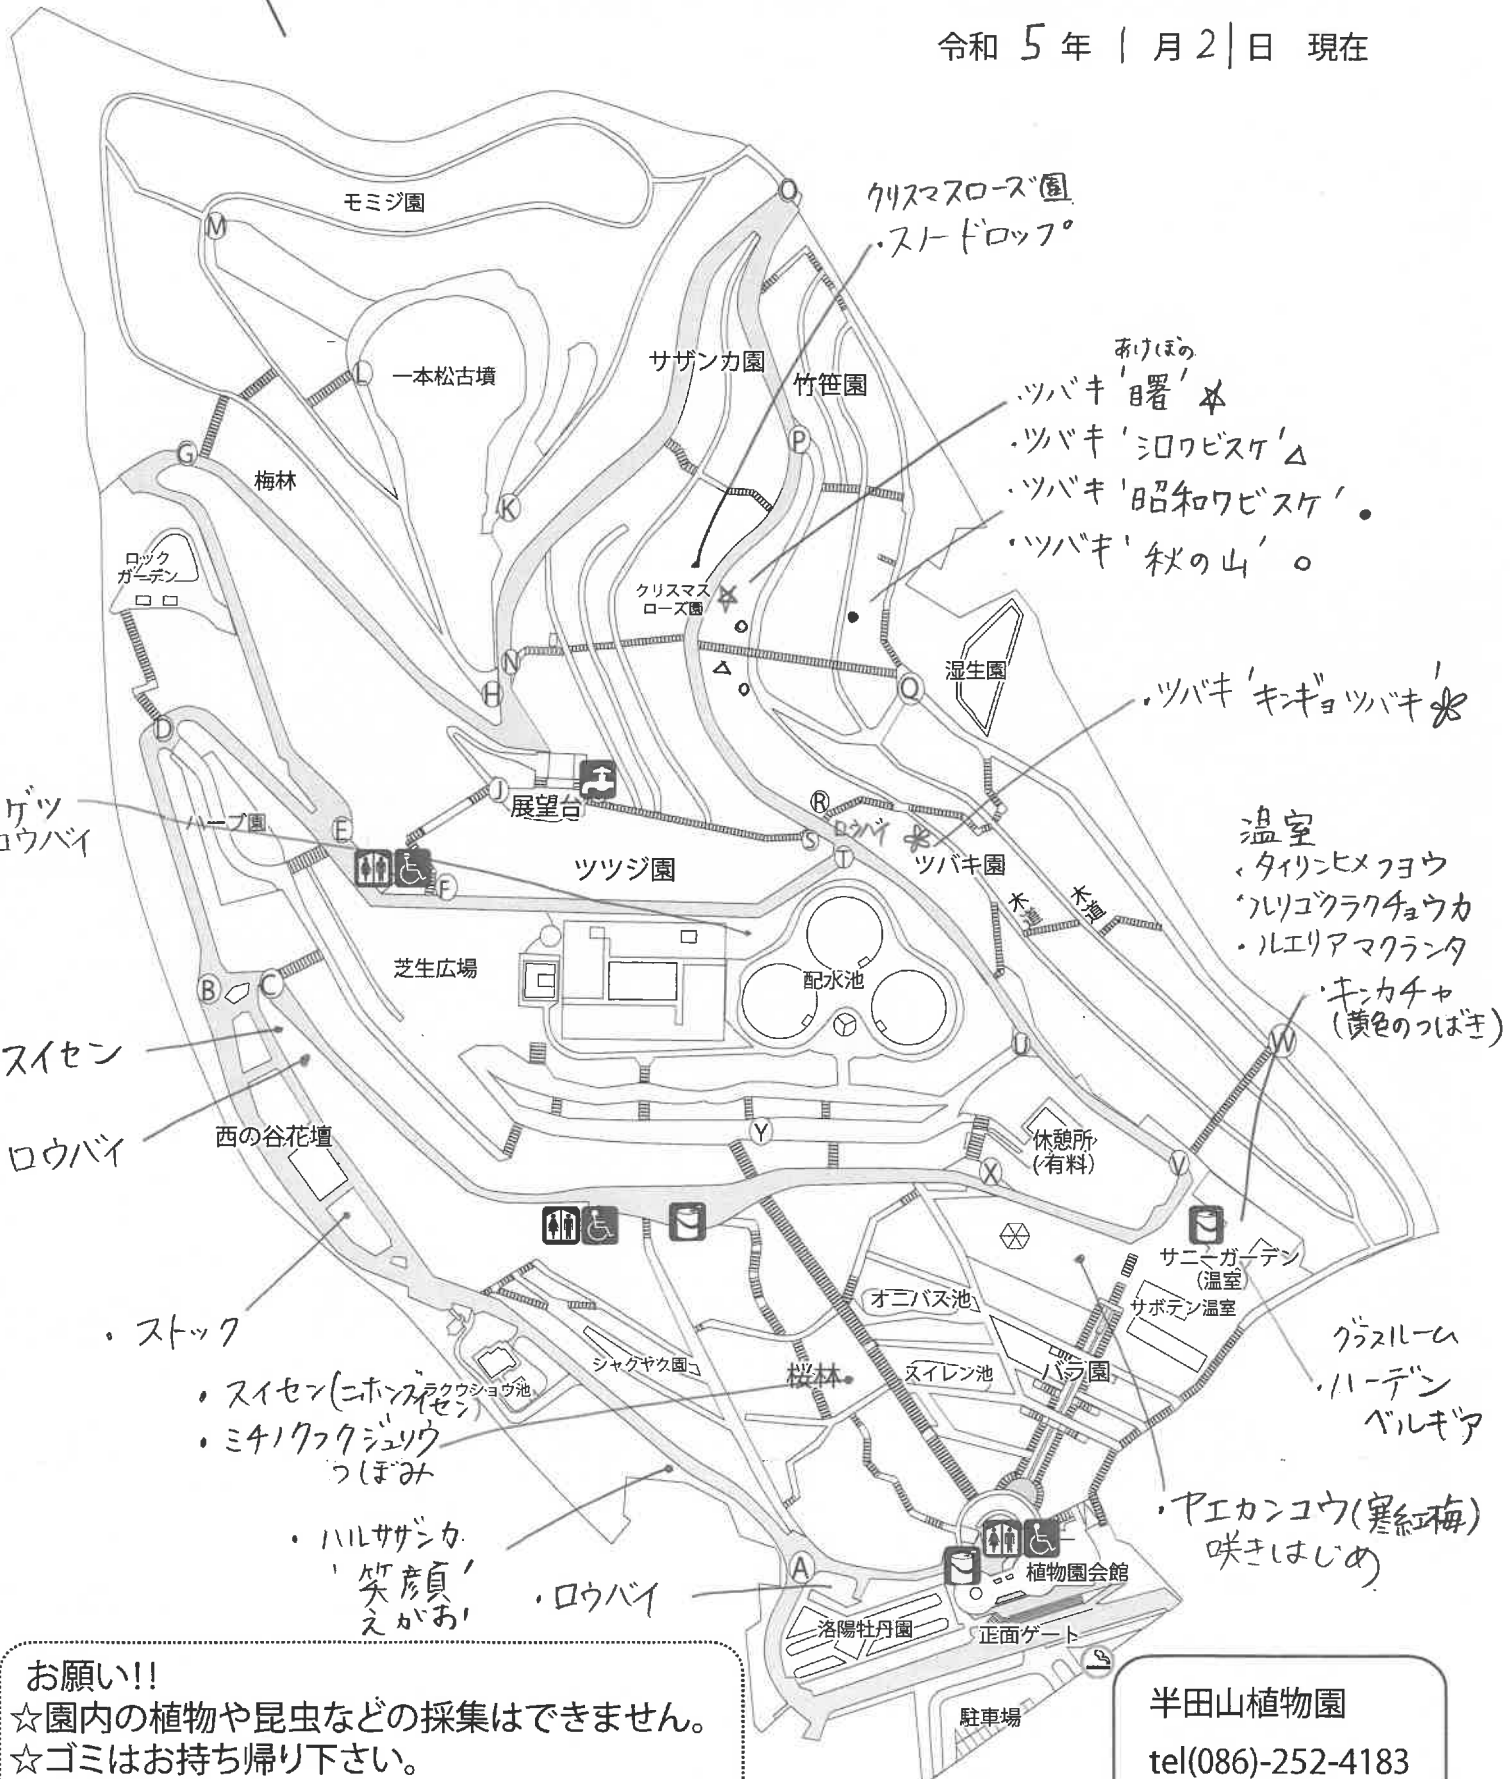 令和 5 年 1 月 21 日 現在
クリスマスローズ園
・スノードロップ
モミジ園
M
O
サザンカ園
竹笹園
一本松古墳
L
あけぼの
・ツバキ '曙' ☆
・ツバキ 'シロワビスケ' △
・ツバキ '昭和ワビスケ' ●
・ツバキ '秋の山' ○
G
P
梅林
K
ロック
ガーデン
クリスマス
ローズ園
湿生園
N
H
Q
・ツバキ 'キンギョツバキ'
D
J
展望台
R
ロウバイ
S
T
ツバキ園
ゲツ
ロウバイ
ハーブ園
E
F
ツツジ園
木道
木道
温室
・タイリンヒメフヨウ
・ルリゴクラクチョウカ
・ルエリアマクランタ
・キンカチャ
(黄色のつばき)
芝生広場
配水池
B
C
U
W
スイセン
ロウバイ
西の谷花壇
Y
休憩所
(有料)
X
V
サニーガーデン
(温室)
サボテン温室
オニバス池
・ストック
シャクヤク園
ラクウショウ池
桜林
スイレン池
バラ園
グラスルーム
・ハーデン
ベルギア
・スイセン(ニホンズイセン)
・ミチノクフクジュソウ
つぼみ
・ヤエカンコウ(寒紅梅)
咲きはじめ
・ハルサザンカ
'笑顔'
えがお
・ロウバイ
A
植物園会館
洛陽牡丹園
正面ゲート
駐車場
お願い!!
☆園内の植物や昆虫などの採集はできません。
☆ゴミはお持ち帰り下さい。
半田山植物園
tel(086)-252-4183